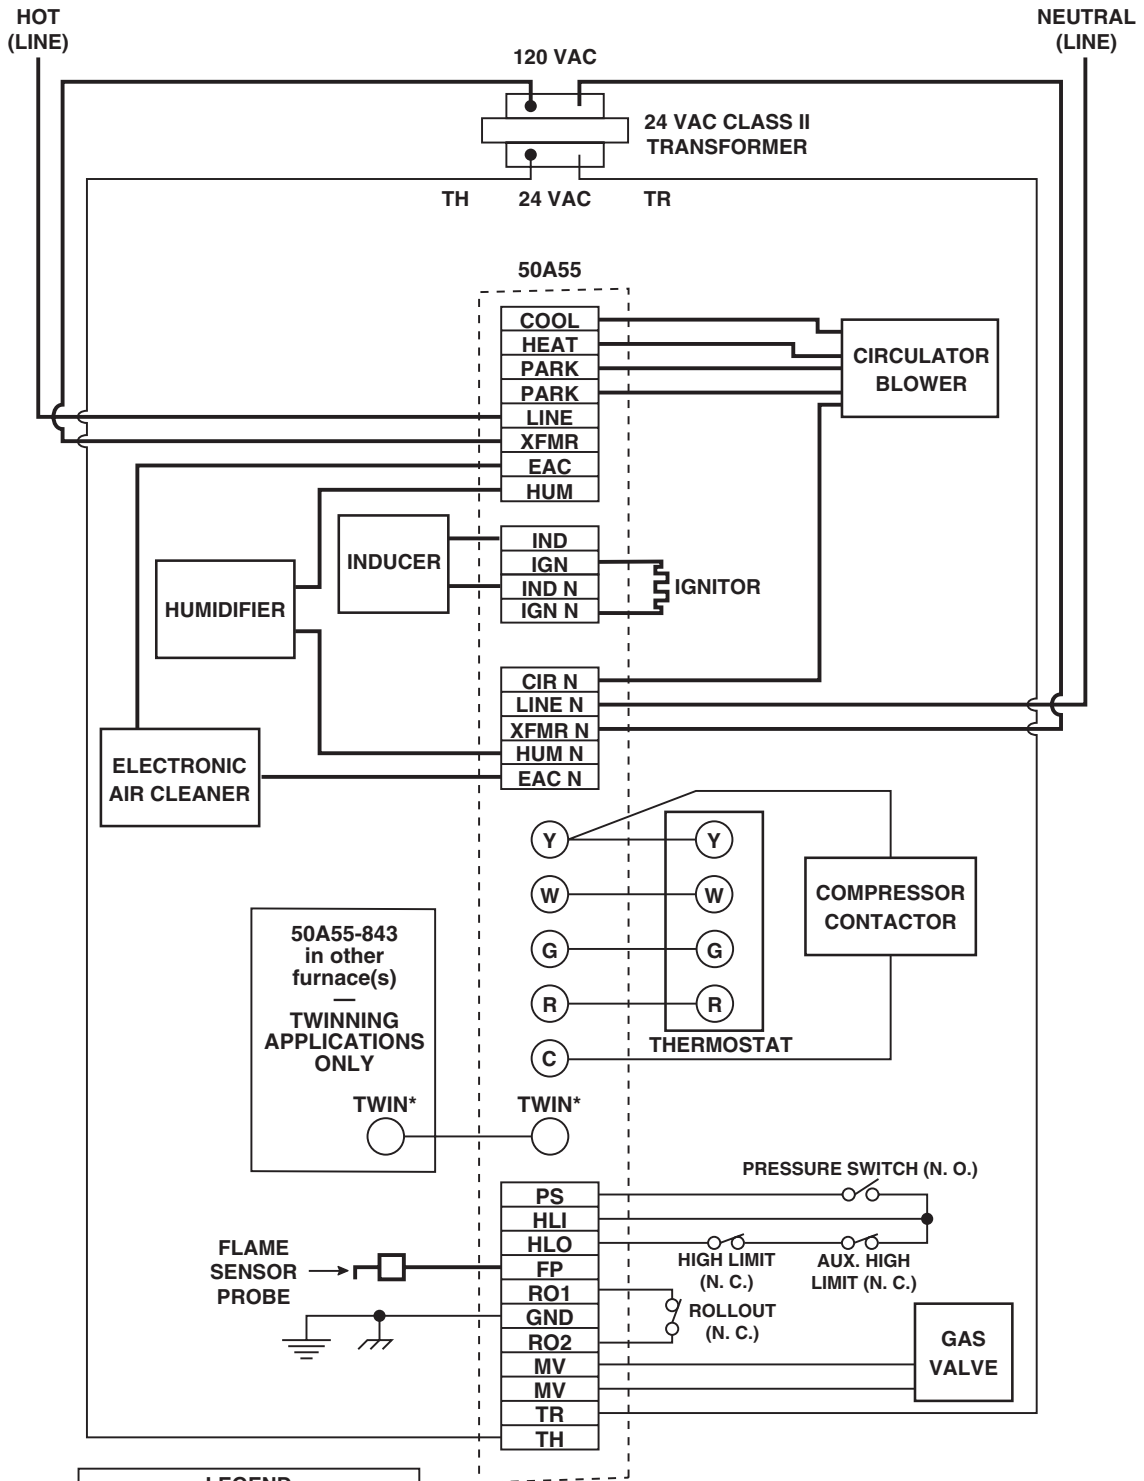 HOT
(LINE)
NEUTRAL
(LINE)
120 VAC
24 VAC CLASS II
TRANSFORMER
TH 24 VAC TR
50A55
COOL
HEAT
PARK
PARK
LINE
XFMR
EAC
HUM
CIRCULATOR
BLOWER
IND
IGN
IND N
IGN N
INDUCER
IGNITOR
HUMIDIFIER
CIR N
LINE N
XFMR N
HUM N
EAC N
ELECTRONIC
AIR CLEANER
Y Y
W W
G G
R R
C
THERMOSTAT
COMPRESSOR
CONTACTOR
50A55-843
in other
furnace(s)
—
TWINNING
APPLICATIONS
ONLY
TWIN* TWIN*
PRESSURE SWITCH (N. O.)
PS
HLI
HLO
FP
RO1
GND
RO2
MV
MV
TR
TH
HIGH LIMIT
(N. C.)
AUX. HIGH
LIMIT (N. C.)
FLAME
SENSOR
PROBE
ROLLOUT
(N. C.)
GAS
VALVE
LEGEND